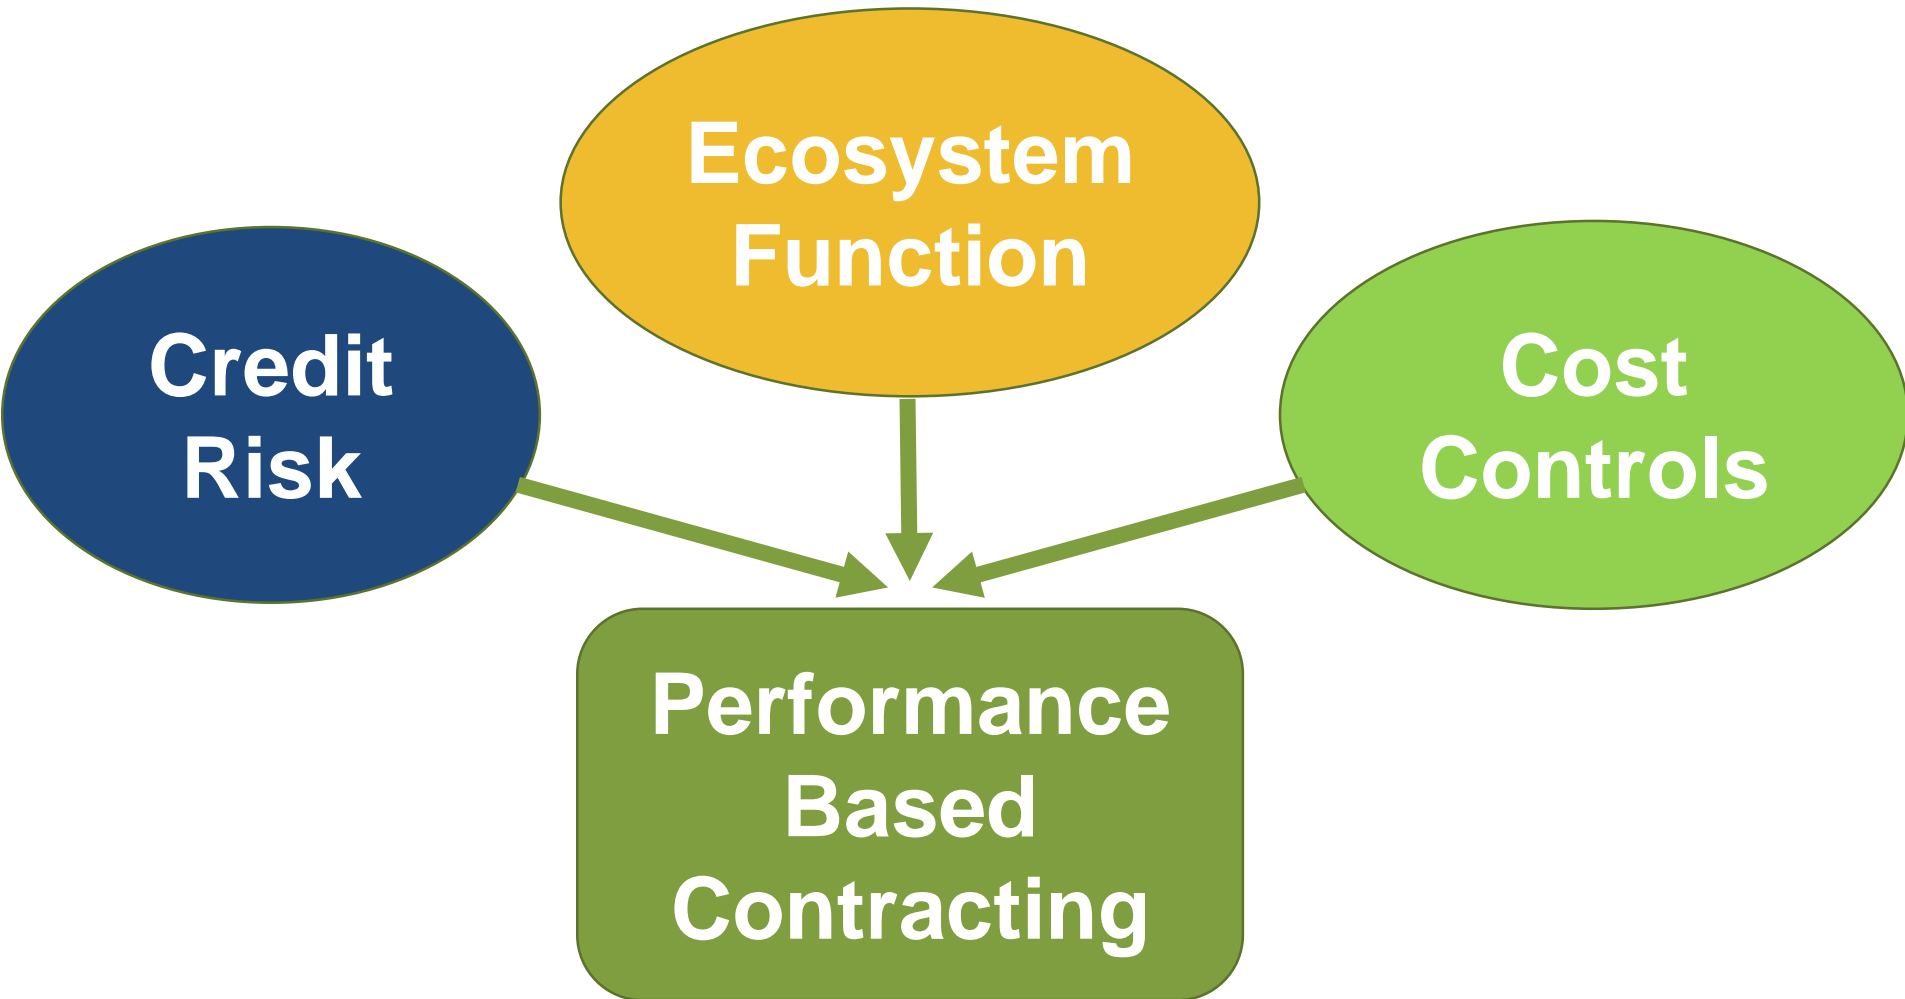 Ecosystem
Function
Credit
Risk
Cost
Controls
Performance
Based
Contracting